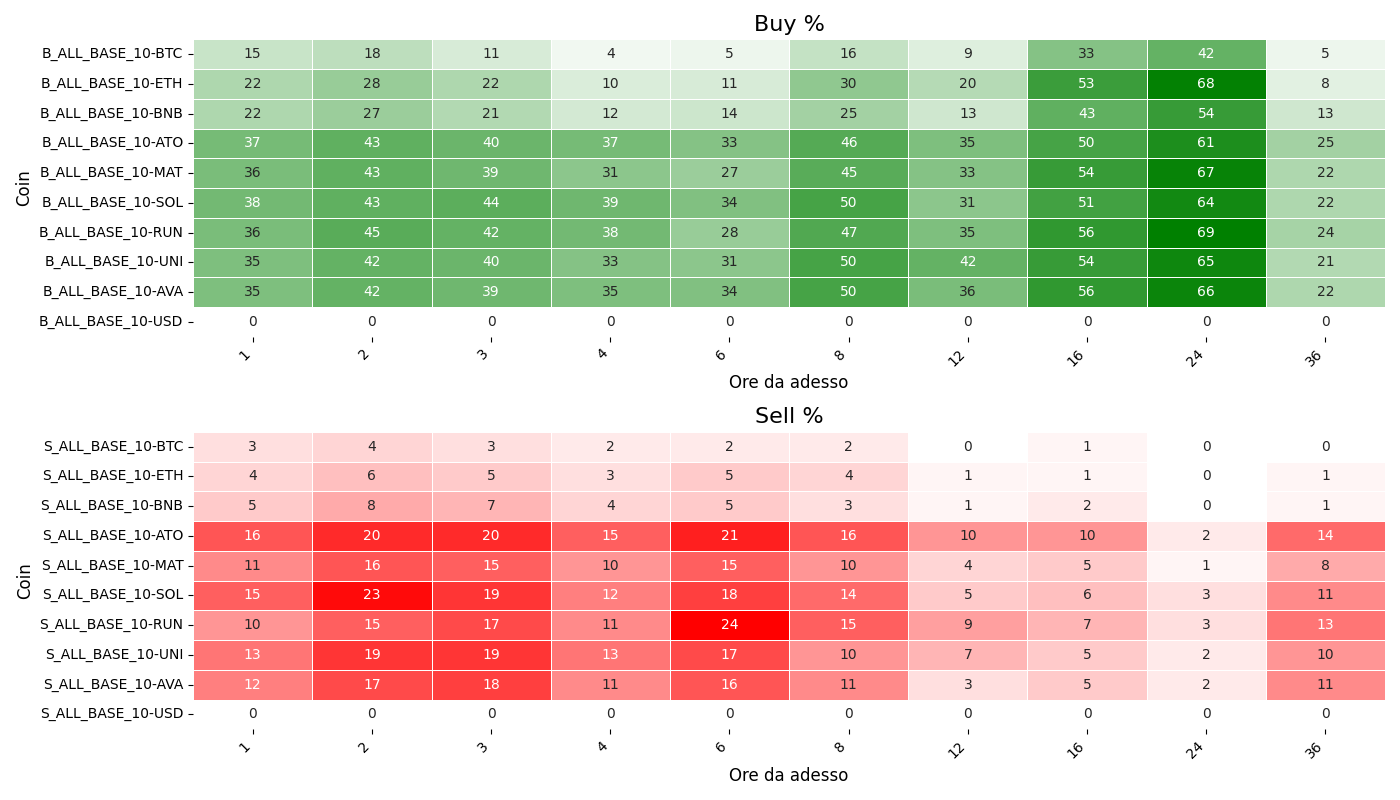 Buy %
Coin
B_ALL_BASE_10-BTC 15 18 11 4 5 16 9 33 42 5
B_ALL_BASE_10-ETH 22 28 22 10 11 30 20 53 68 8
B_ALL_BASE_10-BNB 22 27 21 12 14 25 13 43 54 13
B_ALL_BASE_10-ATO 37 43 40 37 33 46 35 50 61 25
B_ALL_BASE_10-MAT 36 43 39 31 27 45 33 54 67 22
B_ALL_BASE_10-SOL 38 43 44 39 34 50 31 51 64 22
B_ALL_BASE_10-RUN 36 45 42 38 28 47 35 56 69 24
B_ALL_BASE_10-UNI 35 42 40 33 31 50 42 54 65 21
B_ALL_BASE_10-AVA 35 42 39 35 34 50 36 56 66 22
B_ALL_BASE_10-USD 0 0 0 0 0 0 0 0 0 0
1 2 3 4 6 8 12 16 24 36
Ore da adesso
Sell %
Coin
S_ALL_BASE_10-BTC 3 4 3 2 2 2 0 1 0 0
S_ALL_BASE_10-ETH 4 6 5 3 5 4 1 1 0 1
S_ALL_BASE_10-BNB 5 8 7 4 5 3 1 2 0 1
S_ALL_BASE_10-ATO 16 20 20 15 21 16 10 10 2 14
S_ALL_BASE_10-MAT 11 16 15 10 15 10 4 5 1 8
S_ALL_BASE_10-SOL 15 23 19 12 18 14 5 6 3 11
S_ALL_BASE_10-RUN 10 15 17 11 24 15 9 7 3 13
S_ALL_BASE_10-UNI 13 19 19 13 17 10 7 5 2 10
S_ALL_BASE_10-AVA 12 17 18 11 16 11 3 5 2 11
S_ALL_BASE_10-USD 0 0 0 0 0 0 0 0 0 0
1 2 3 4 6 8 12 16 24 36
Ore da adesso